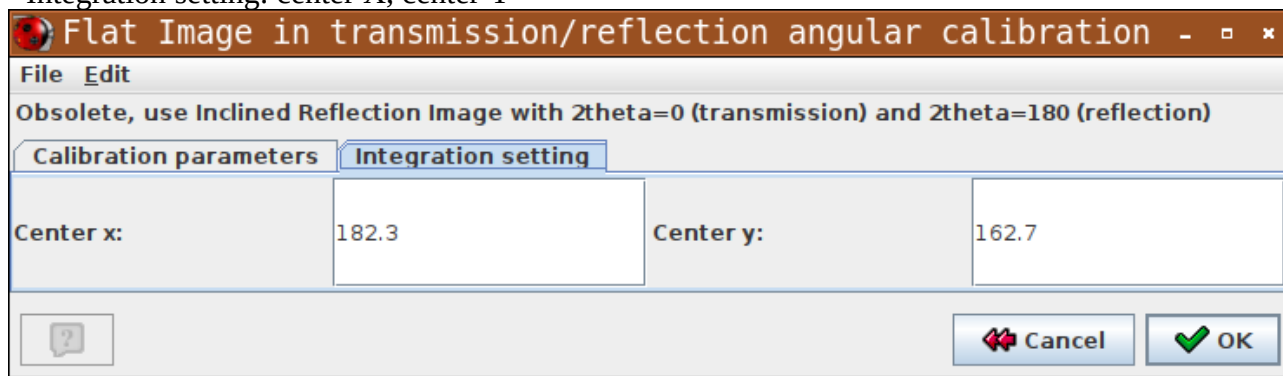 Integration setting: center X, center Y
Flat Image in transmission/reflection angular calibration
File Edit
Obsolete, use Inclined Reflection Image with 2theta=0 (transmission) and 2theta=180 (reflection)
Calibration parameters Integration setting
Center x: 182.3 Center y: 162.7
? Cancel OK